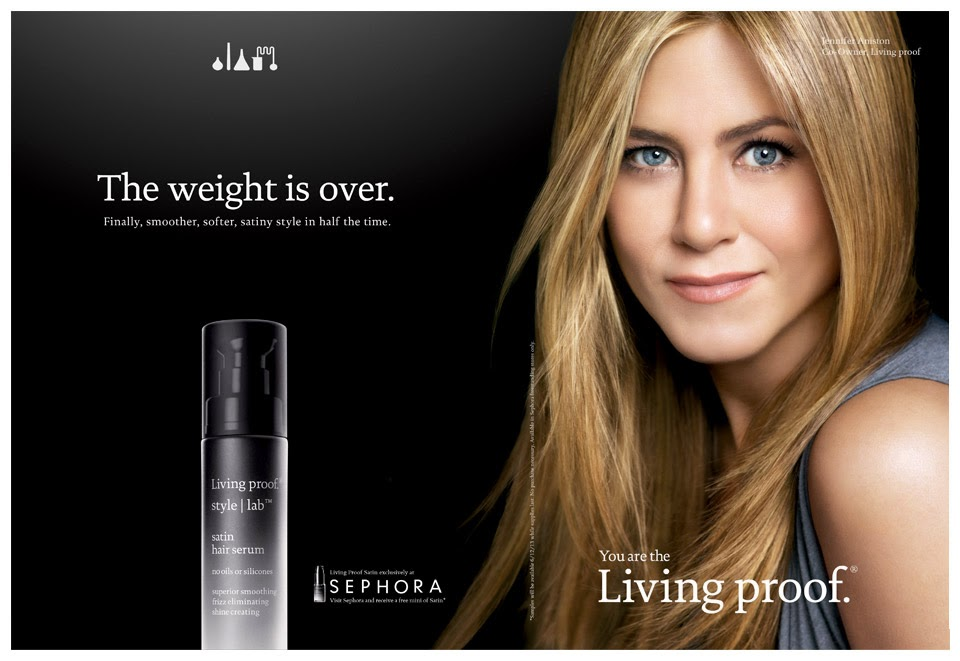 Jennifer Aniston
Co-Owner, Living proof
The weight is over.
Finally, smoother, softer, satiny style in half the time.
Living proof.®
style | lab™
satin
hair serum
no oils or silicones
superior smoothing
frizz eliminating
shine creating
Living Proof Satin exclusively at
SEPHORA
Visit Sephora and receive a free mini of Satin*
You are the
Living proof.®